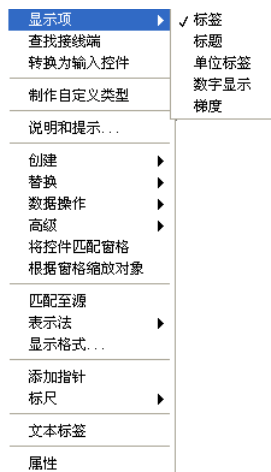 显示项
查找接线端
转换为输入控件
制作自定义类型
说明和提示...
创建
替换
数据操作
高级
将控件匹配窗格
根据窗格缩放对象
匹配至源
表示法
显示格式...
添加指针
标尺
文本标签
属性
标签
标题
单位标签
数字显示
梯度